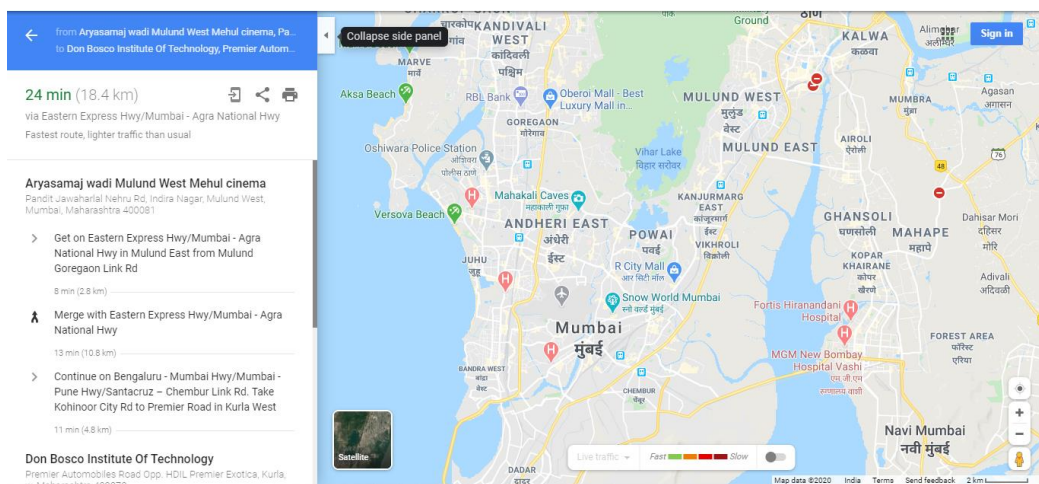 from Aryasamaj wadi Mulund West Mehul cinema, Pa...
to Don Bosco Institute Of Technology, Premier Autom...
24 min (18.4 km)
via Eastern Express Hwy/Mumbai - Agra National Hwy
Fastest route, lighter traffic than usual
Aryasamaj wadi Mulund West Mehul cinema
Pandit Jawaharlal Nehru Rd, Indira Nagar, Mulund West,
Mumbai, Maharashtra 400081
Get on Eastern Express Hwy/Mumbai - Agra
National Hwy in Mulund East from Mulund
Goregaon Link Rd
8 min (2.8 km)
Merge with Eastern Express Hwy/Mumbai - Agra
National Hwy
13 min (10.8 km)
Continue on Bengaluru - Mumbai Hwy/Mumbai -
Pune Hwy/Santacruz – Chembur Link Rd. Take
Kohinoor City Rd to Premier Road in Kurla West
11 min (4.8 km)
Don Bosco Institute Of Technology
Premier Automobiles Road Opp. HDIL Premier Exotica, Kurla,
Collapse side panel
चारकोप
गांव
KANDIVALI
WEST
कांदिवली
पश्चिम
पार्क
Ground
ठाणे
KALWA
कळवा
Sign in
MARVE
मार्वे
Aksa Beach
RBL Bank
Oberoi Mall - Best
Luxury Mall in...
MULUND WEST
मुलुंड
वेस्ट
MUMBRA
मुंब्रा
Agasan
अगासन
GOREGAON
गोरेगाव
Oshiwara Police Station
ओशिवरा
पोलीस ठाणे
Vihar Lake
विहार सरोवर
MULUND EAST
AIROLI
ऐरोली
76
48
Mahakali Caves
महाकाली गुफा
KANJURMARG
EAST
कांजूरमार्ग
ईस्ट
Versova Beach
ANDHERI EAST
अंधेरी
ईस्ट
POWAI
पवई
VIKHROLI
विक्रोली
GHANSOLI
घणसोली
MAHAPE
महापे
Dahisar Mori
दहिसर
मोरि
JUHU
जुहू
R City Mall
आर सिटी मॉल
KOPAR
KHAIRANE
कोपर
खैरणे
Adivali
अदिवली
Snow World Mumbai
स्नो वर्ल्ड मुंबई
Fortis Hiranandani
Hospital
Mumbai
मुंबई
FOREST AREA
फॉरेस्ट
एरिया
BANDRA WEST
बांद्रा
वेस्ट
MGM New Bombay
Hospital Vashi
CHEMBUR
चेंबूर
Navi Mumbai
नवी मुंबई
Satellite
Live traffic
Fast
Slow
DADAR
दादर
Map data ©2020
India
Terms
Send feedback
2 km